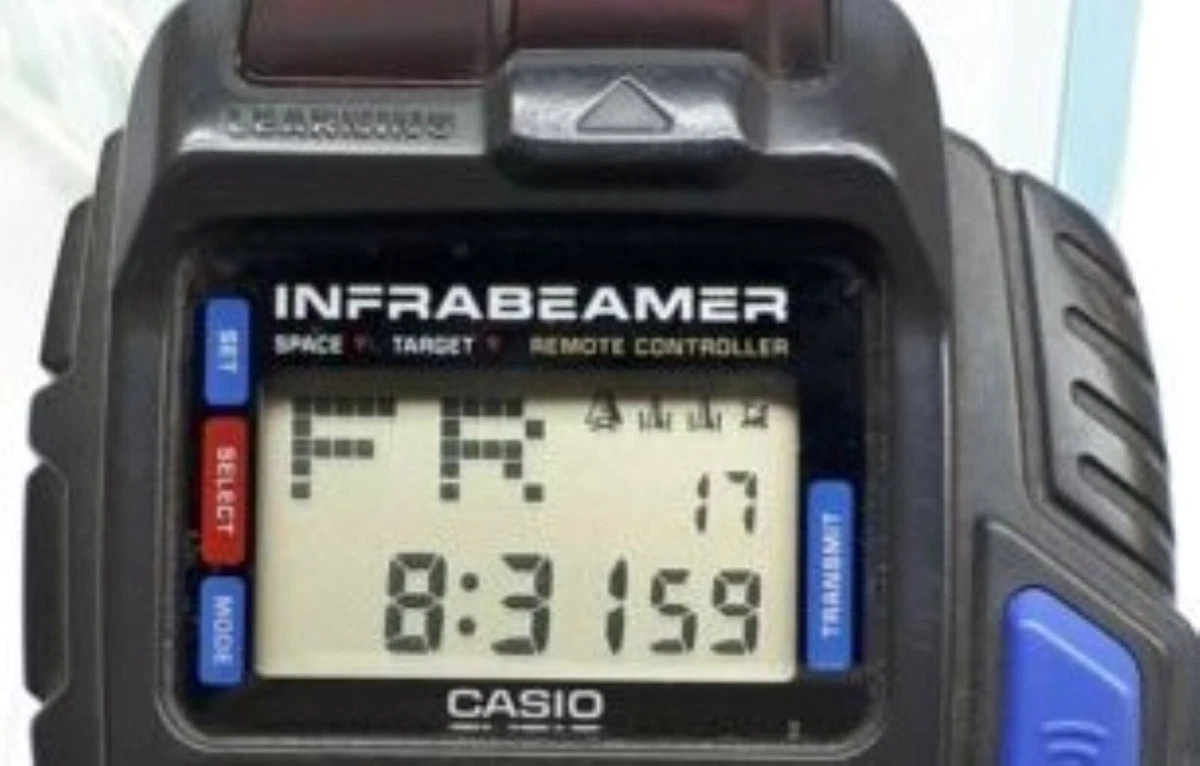 LEARNING
INFRABEAMER
SPACE TARGET REMOTE CONTROLLER
SET
SELECT
MODE
FR
17
8:31 59
TRANSMIT
CASIO